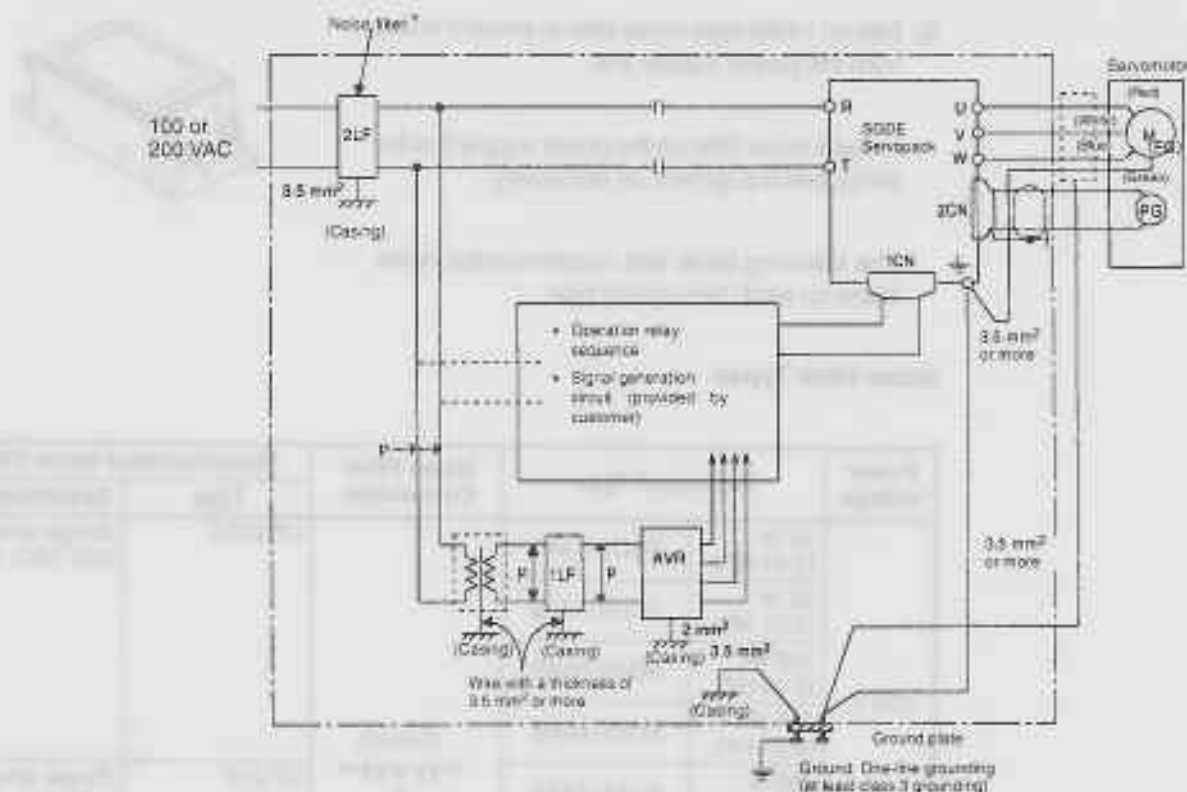 Noise filter *
Servomotor
100 or
200 VAC
2LF
3.5 mm²
(Casing)
R
T
SGDE
Servopack
U
V
W
2CN
1CN
(Red)
(White)
(Blue)
(Green)
M
(FG)
PG
• Operation relay
sequence
• Signal generation
circuit (provided by
customer)
3.5 mm²
or more
P
P
1LF
P
AVR
(Casing)
(Casing)
(Casing)
2 mm²
3.5 mm²
(Casing)
Wire with a thickness of
3.5 mm² or more
3.5 mm²
or more
Ground plate
Ground: One-line grounding
(at least class 3 grounding)